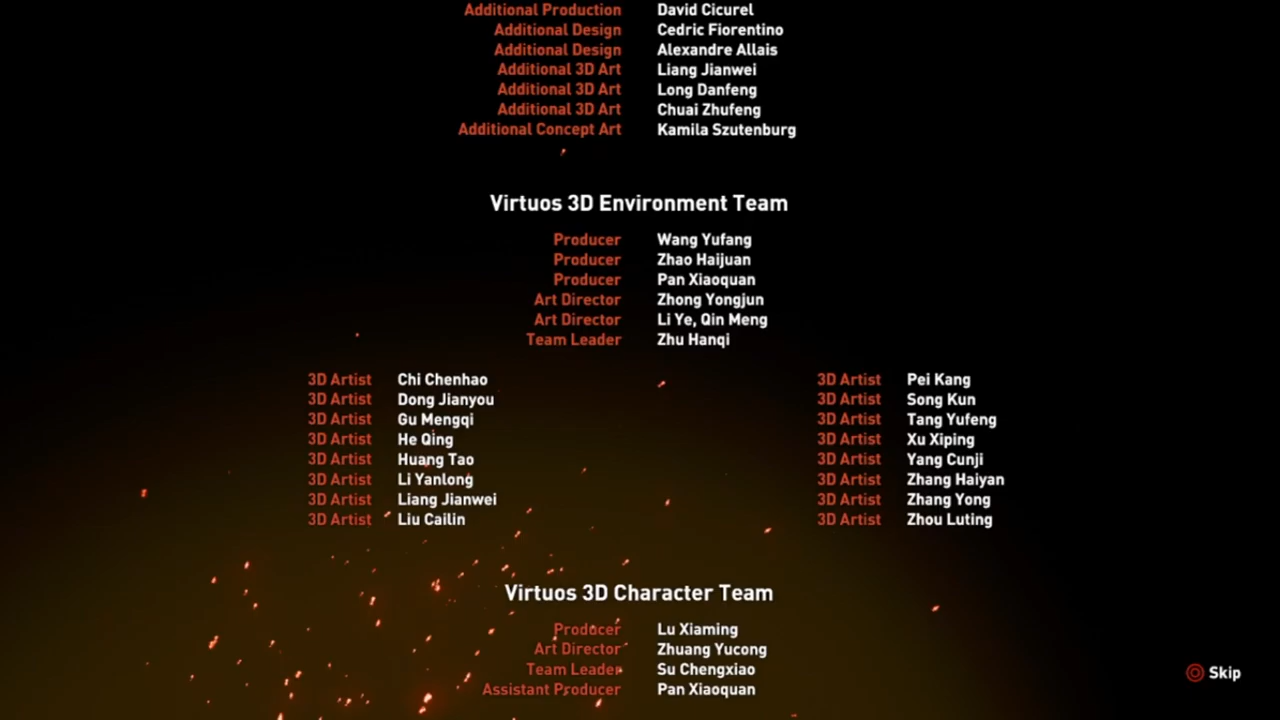 Additional Production David Cicurel
Additional Design Cedric Fiorentino
Additional Design Alexandre Allais
Additional 3D Art Liang Jianwei
Additional 3D Art Long Danfeng
Additional 3D Art Chuai Zhufeng
Additional Concept Art Kamila Szutenburg
Virtuos 3D Environment Team
Producer Wang Yufang
Producer Zhao Haijuan
Producer Pan Xiaoquan
Art Director Zhong Yongjun
Art Director Li Ye, Qin Meng
Team Leader Zhu Hanqi
3D Artist Chi Chenhao
3D Artist Dong Jianyou
3D Artist Gu Mengqi
3D Artist He Qing
3D Artist Huang Tao
3D Artist Li Yanlong
3D Artist Liang Jianwei
3D Artist Liu Cailin
3D Artist Pei Kang
3D Artist Song Kun
3D Artist Tang Yufeng
3D Artist Xu Xiping
3D Artist Yang Cunji
3D Artist Zhang Haiyan
3D Artist Zhang Yong
3D Artist Zhou Luting
Virtuos 3D Character Team
Producer Lu Xiaming
Art Director Zhuang Yucong
Team Leader Su Chengxiao
Assistant Producer Pan Xiaoquan
Skip